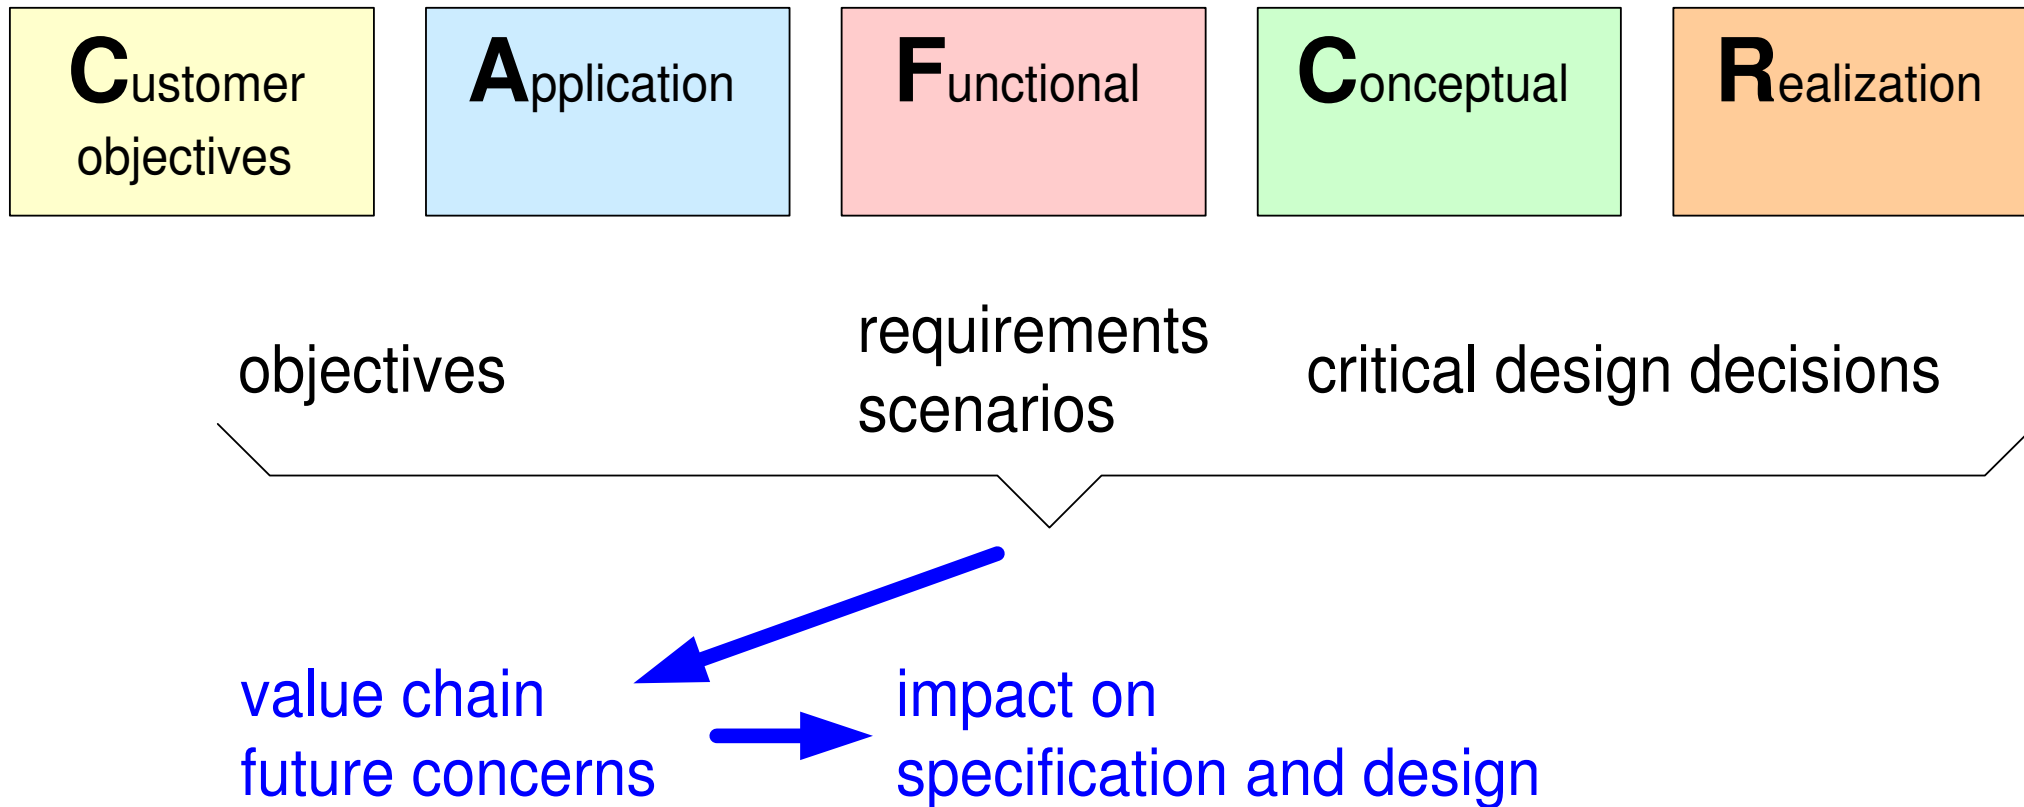 Customer
objectives
Application
Functional
Conceptual
Realization
objectives
requirements
scenarios
critical design decisions
value chain
future concerns
impact on
specification and design